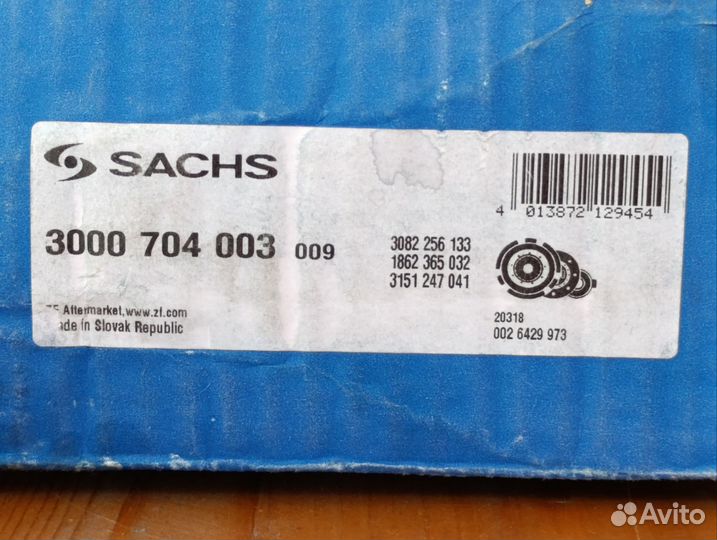 SACHS
3000 704 003 009
Aftermarket, www.zf.com
in Slovak Republic
3082 256 133
1862 365 032
3151 247 041
4 013872 129454
20318
002 6429 973
Avito